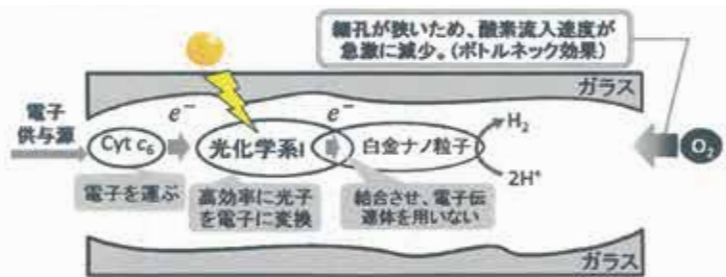 細孔が狭いため、酸素流入速度が
急激に減少。(ボトルネック効果)
ガラス
電子
供与源
e⁻
e⁻
Cyt c₆
光化学系I
白金ナノ粒子
H₂
2H⁺
O₂
電子を運ぶ
高効率に光子
を電子に変換
結合させ、電子伝
達体を用いない
ガラス